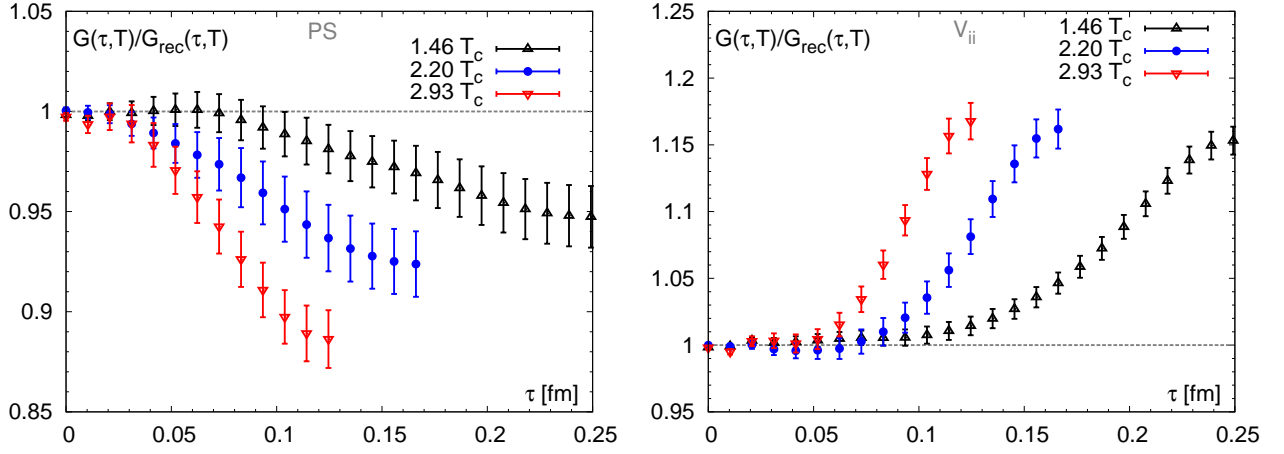 1.05
G(τ,T)/G_rec(τ,T)
PS
1.46 T_c
2.20 T_c
2.93 T_c
1
0.95
0.9
0.85
τ [fm]
0 0.05 0.1 0.15 0.2 0.25
1.25
G(τ,T)/G_rec(τ,T)
V_ii
1.46 T_c
2.20 T_c
2.93 T_c
1.2
1.15
1.1
1.05
1
0.95
τ [fm]
0 0.05 0.1 0.15 0.2 0.25